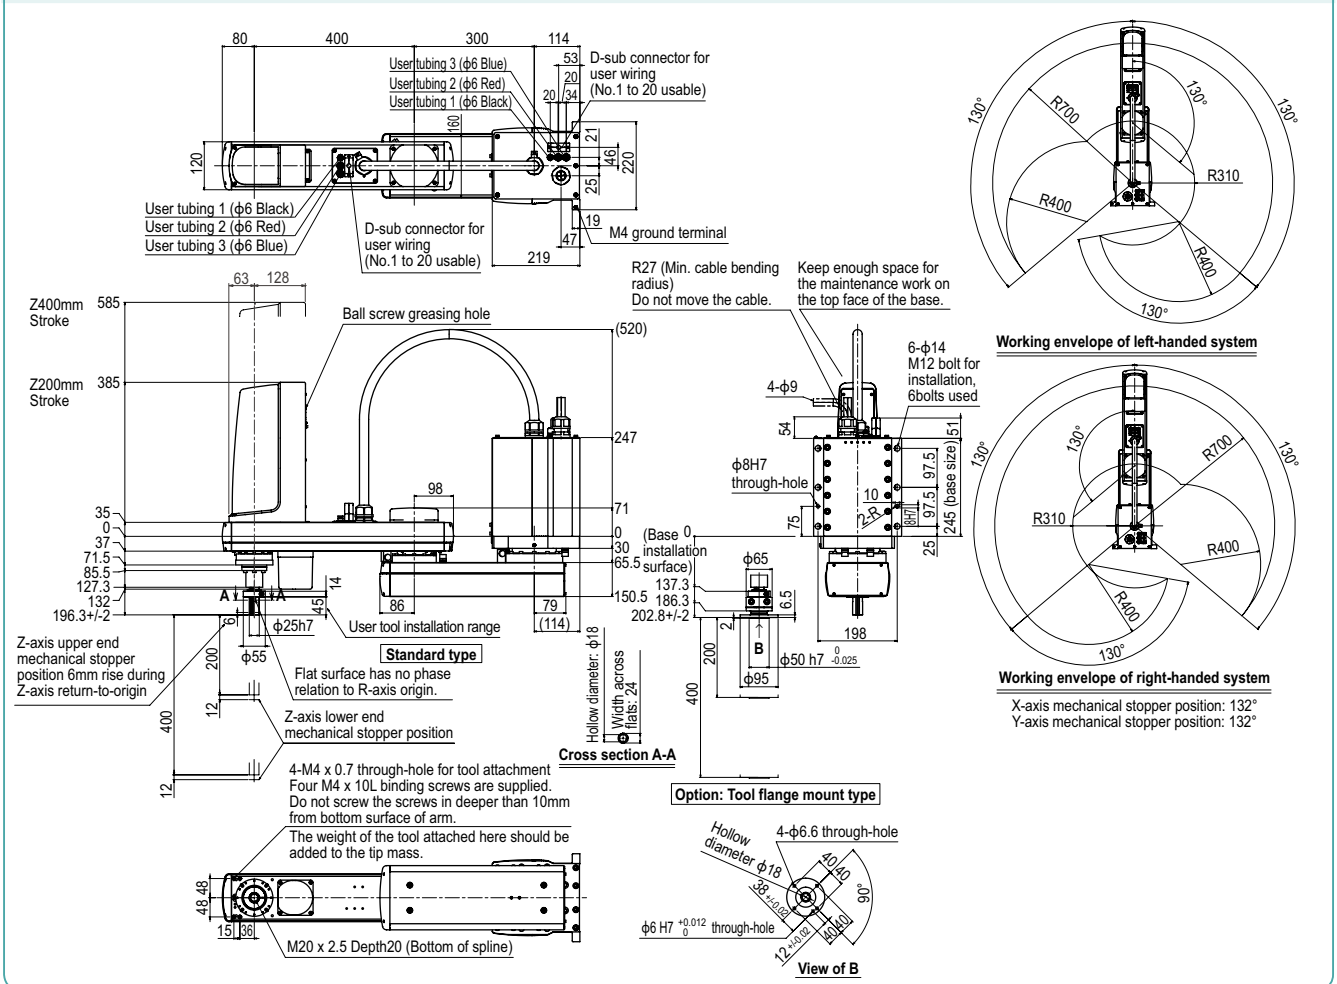 80
400
300
114
53
20
20
34
User tubing 3 (ϕ6 Blue)
User tubing 2 (ϕ6 Red)
User tubing 1 (ϕ6 Black)
D-sub connector for
user wiring
(No.1 to 20 usable)
160
21
46
25
220
120
User tubing 1 (ϕ6 Black)
User tubing 2 (ϕ6 Red)
User tubing 3 (ϕ6 Blue)
D-sub connector for
user wiring
(No.1 to 20 usable)
19
47
219
M4 ground terminal
63
128
Z400mm
Stroke
585
Z200mm
Stroke
385
Ball screw greasing hole
(520)
247
98
71
0
30
65.5
150.5
35
0
37
71.5
85.5
127.3
132
196.3+/-2
A
A
14
45
6
ϕ25h7
ϕ55
86
79
(114)
User tool installation range
Standard type
Z-axis upper end
mechanical stopper
position 6mm rise during
Z-axis return-to-origin
200
400
12
12
Flat surface has no phase
relation to R-axis origin.
Z-axis lower end
mechanical stopper position
Hollow diameter: ϕ18
Width across
flats: 24
Cross section A-A
R27 (Min. cable bending
radius)
Do not move the cable.
Keep enough space for
the maintenance work on
the top face of the base.
6-ϕ14
M12 bolt for
installation,
6bolts used
4-ϕ9
54
51
ϕ8H7
through-hole
10
2-R
8H7
75
97.5
97.5
25
245 (base size)
198
(Base 0
installation
surface)
ϕ65
137.3
186.3
202.8+/-2
6.5
2
B
ϕ50 h7 0 -0.025
ϕ95
200
400
Option: Tool flange mount type
4-M4 x 0.7 through-hole for tool attachment
Four M4 x 10L binding screws are supplied.
Do not screw the screws in deeper than 10mm
from bottom surface of arm.
The weight of the tool attached here should be
added to the tip mass.
48
48
15
36
M20 x 2.5 Depth20 (Bottom of spline)
Hollow
diameter ϕ18
4-ϕ6.6 through-hole
40
40
90°
38 +/-0.02
ϕ6 H7 +0.012 0 through-hole
12 +/-0.02
40
40
View of B
130°
R700
130°
130°
R310
R400
R400
130°
Working envelope of left-handed system
130°
130°
R700
130°
R310
R400
R400
130°
Working envelope of right-handed system
X-axis mechanical stopper position: 132°
Y-axis mechanical stopper position: 132°